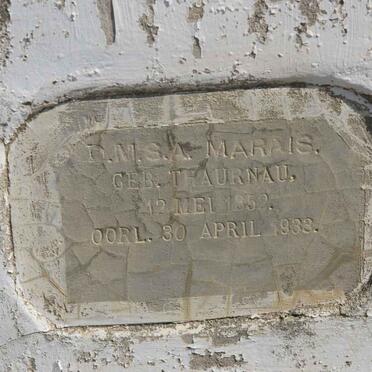 D.M.S.A. MARAIS.
GEB. THAURNAU,
12 MEI 1852.
OORL. 30 APRIL 1933.